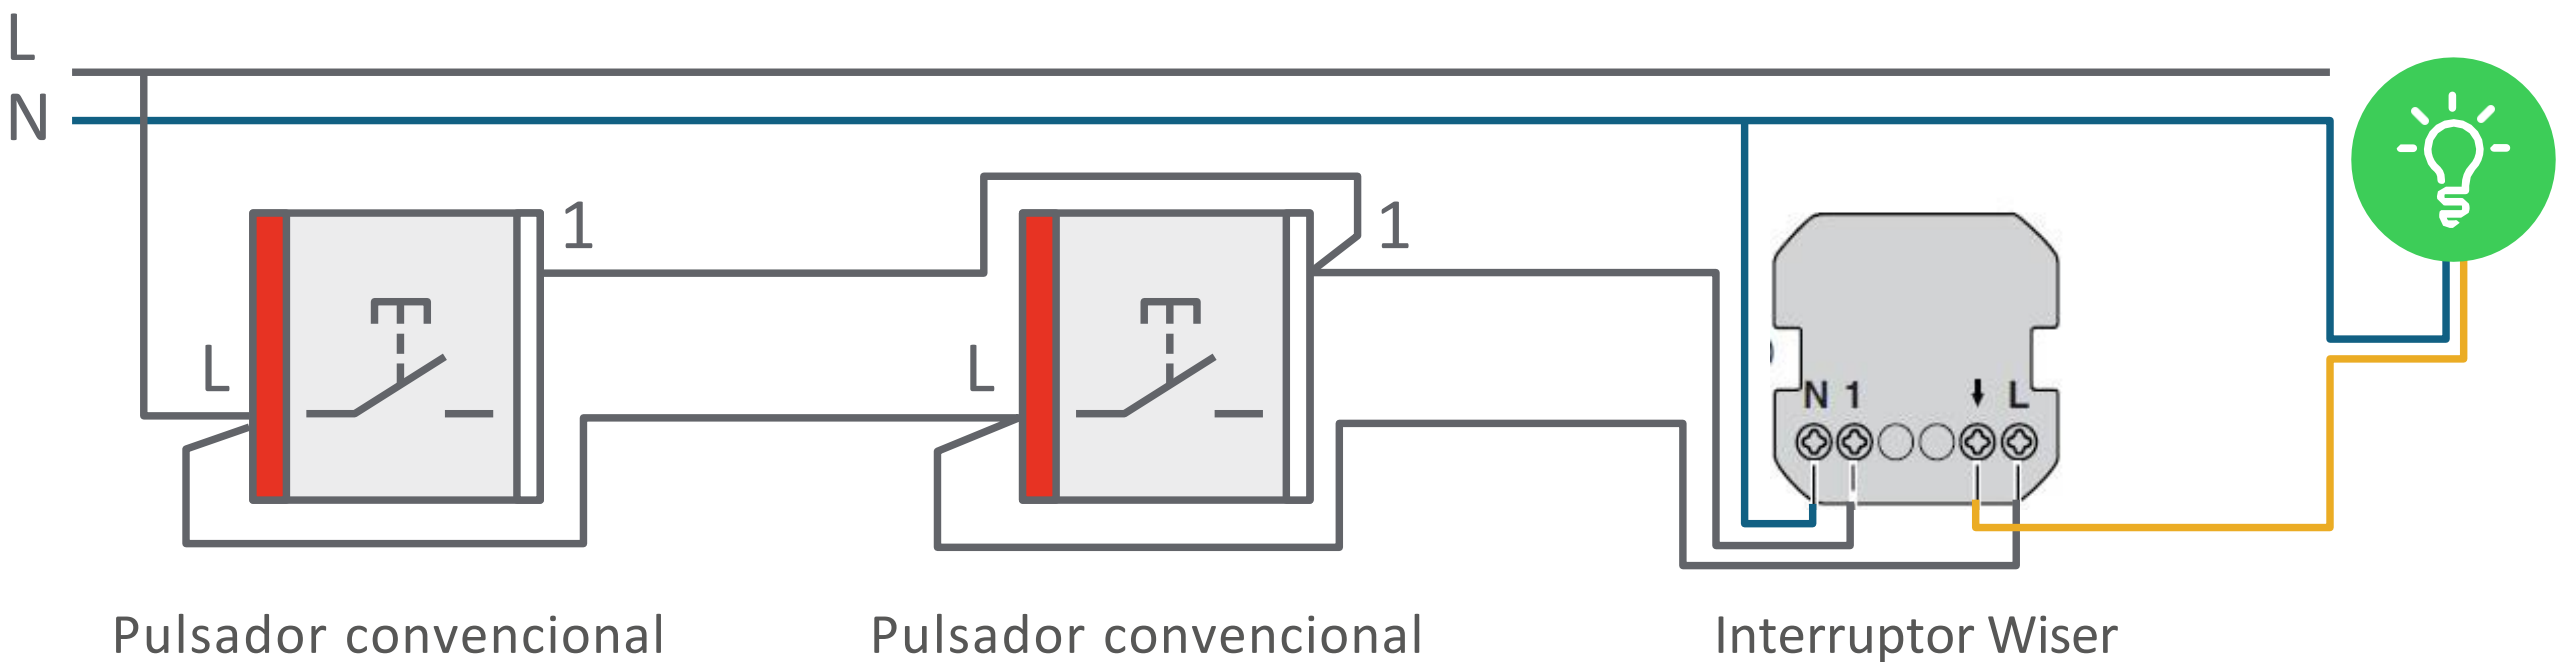 L
N
1
1
L
L
N 1 L
Pulsador convencional
Pulsador convencional
Interruptor Wiser